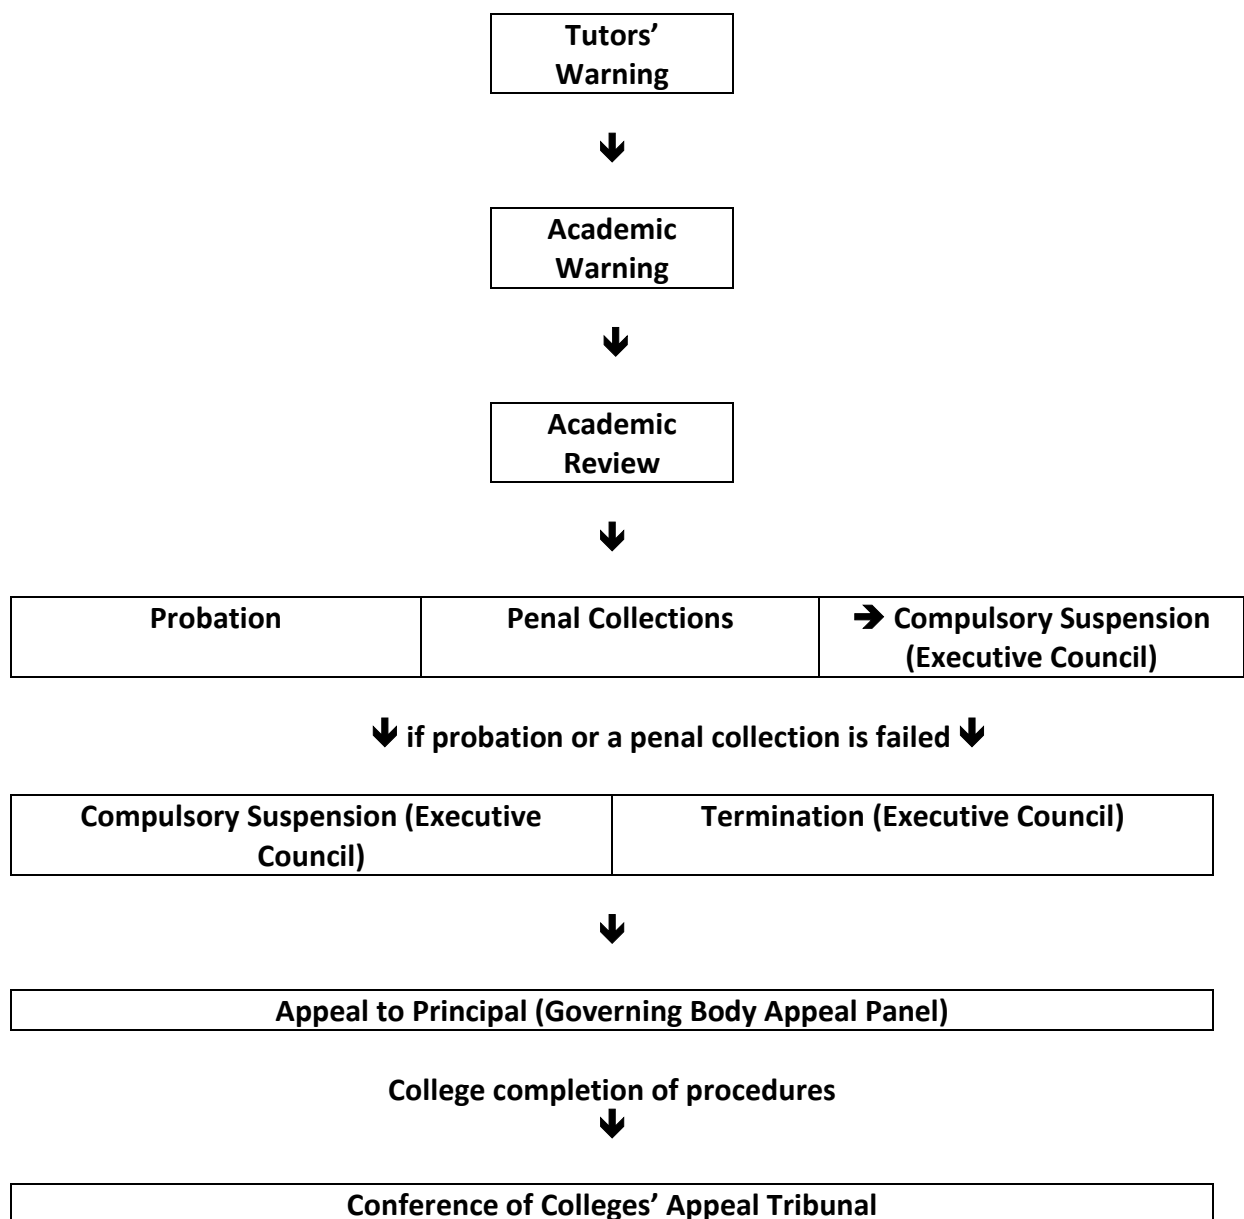 Tutors’
Warning
🡻
Academic
Warning
🡻
Academic
Review
🡻
Probation
Penal Collections
🡺 Compulsory Suspension
(Executive Council)
🡻 if probation or a penal collection is failed 🡻
Compulsory Suspension (Executive
Council)
Termination (Executive Council)
🡻
Appeal to Principal (Governing Body Appeal Panel)
College completion of procedures
🡻
Conference of Colleges’ Appeal Tribunal